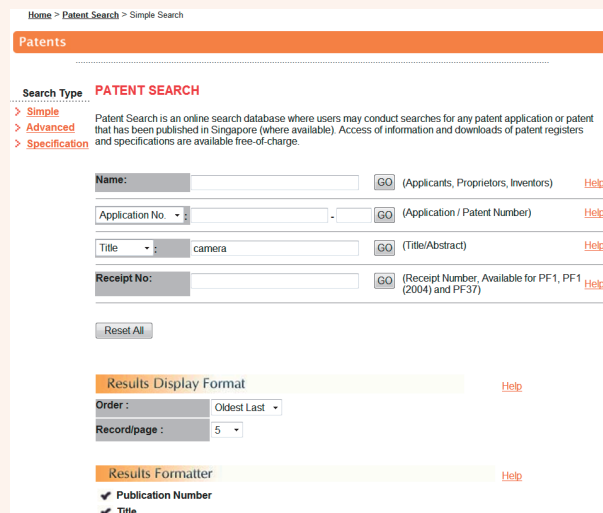 Home > Patent Search > Simple Search
Patents
Search Type
> Simple
> Advanced
> Specification
PATENT SEARCH
Patent Search is an online search database where users may conduct searches for any patent application or patent
that has been published in Singapore (where available). Access of information and downloads of patent registers
and specifications are available free-of-charge.
Name: GO (Applicants, Proprietors, Inventors) Help
Application No. : - GO (Application / Patent Number) Help
Title : camera GO (Title/Abstract) Help
Receipt No: GO (Receipt Number, Available for PF1, PF1 Help
(2004) and PF37)
Reset All
Results Display Format Help
Order : Oldest Last
Record/page : 5
Results Formatter Help
Publication Number
Title